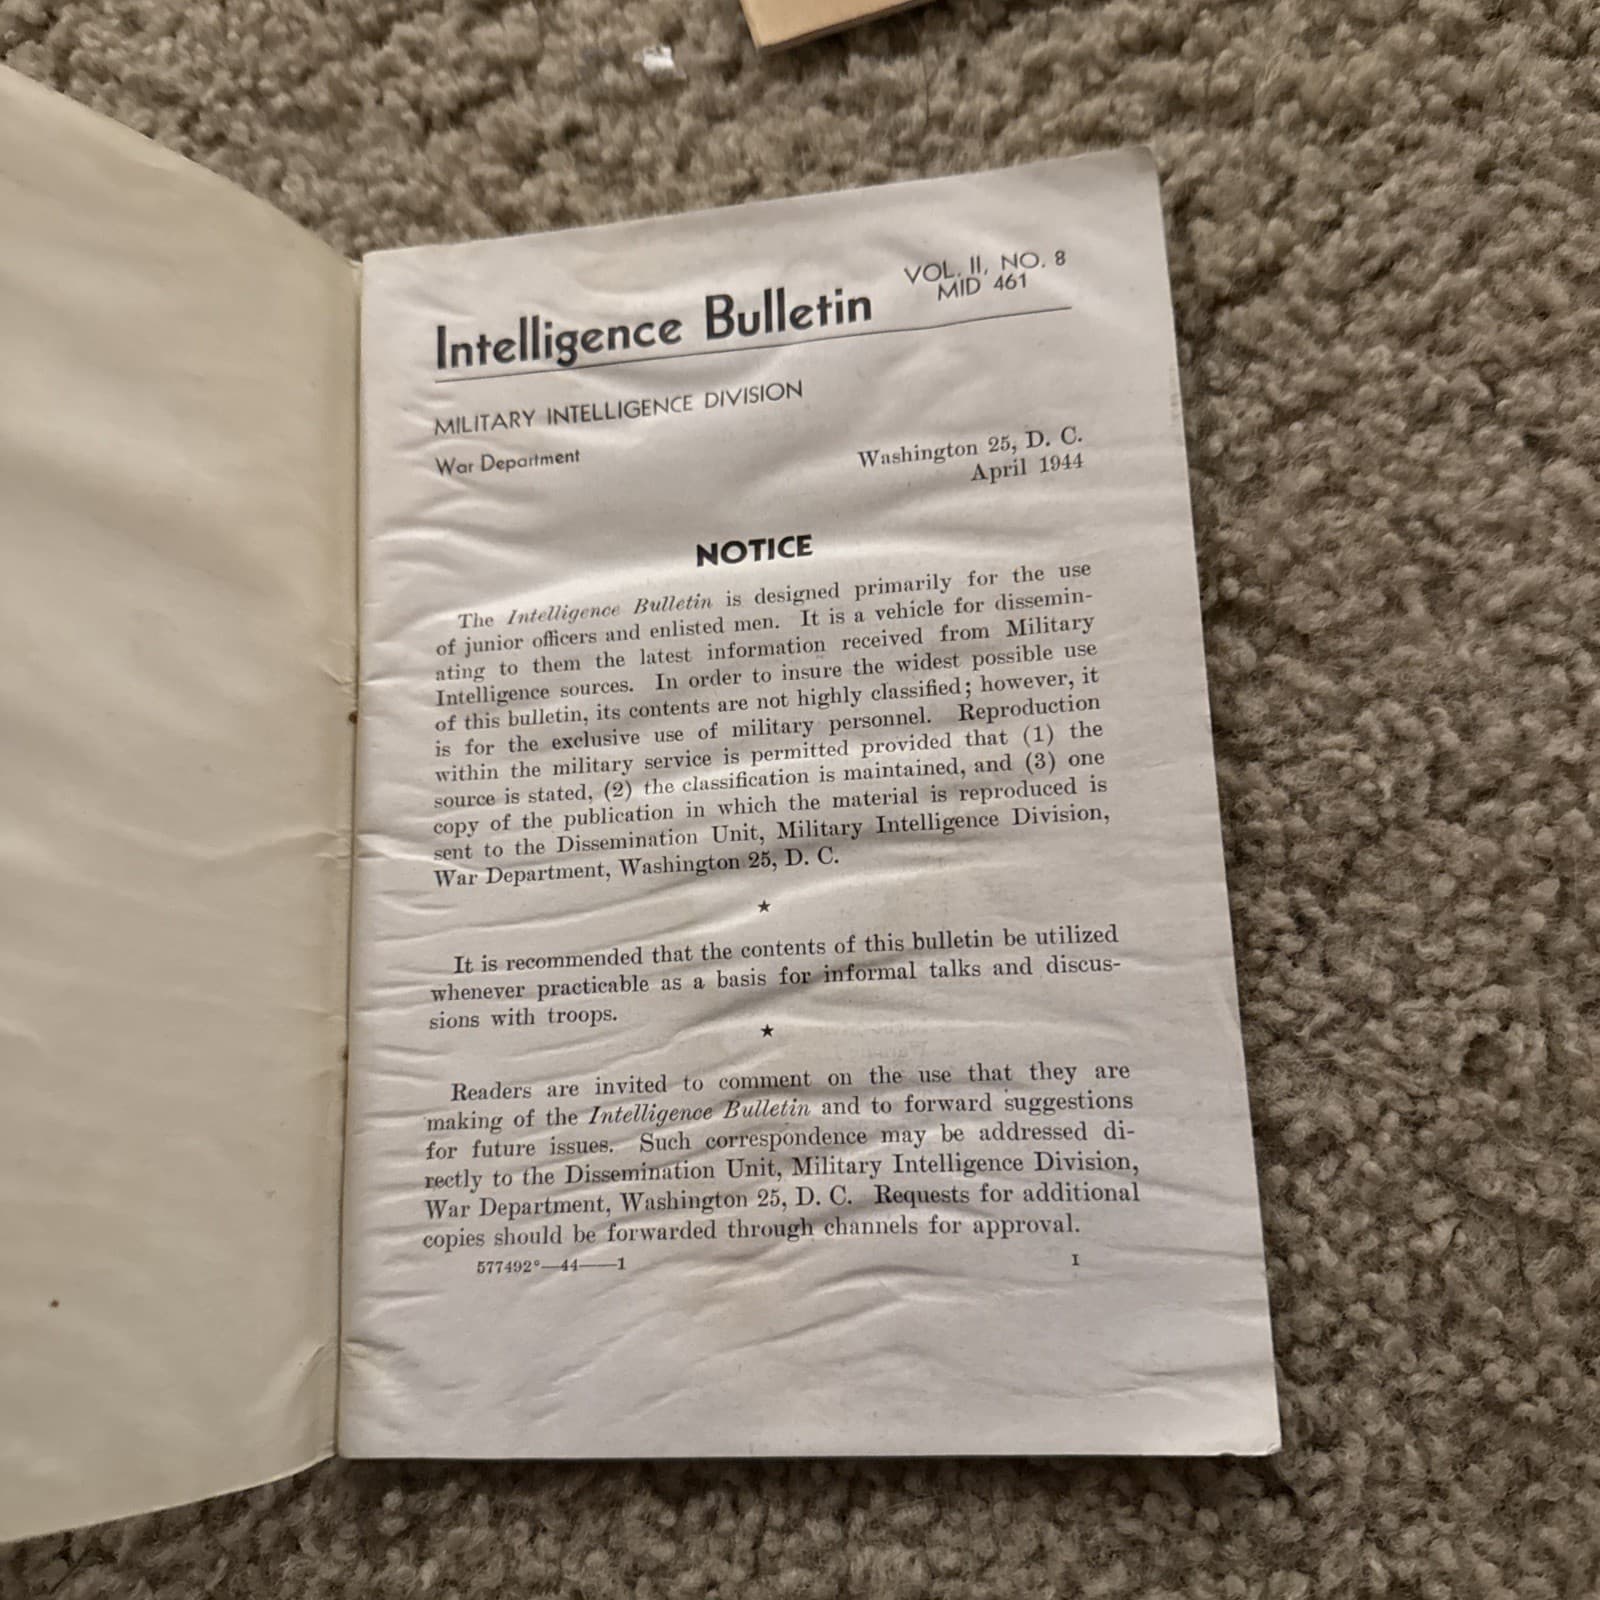 Intelligence Bulletin
VOL. II, NO. 8
MID 461
MILITARY INTELLIGENCE DIVISION
War Department
Washington 25, D. C.
April 1944
NOTICE
The Intelligence Bulletin is designed primarily for the use
of junior officers and enlisted men. It is a vehicle for dissemin-
ating to them the latest information received from Military
Intelligence sources. In order to insure the widest possible use
of this bulletin, its contents are not highly classified; however, it
is for the exclusive use of military personnel. Reproduction
within the military service is permitted provided that (1) the
source is stated, (2) the classification is maintained, and (3) one
copy of the publication in which the material is reproduced is
sent to the Dissemination Unit, Military Intelligence Division,
War Department, Washington 25, D. C.
★
It is recommended that the contents of this bulletin be utilized
whenever practicable as a basis for informal talks and discus-
sions with troops.
★
Readers are invited to comment on the use that they are
making of the Intelligence Bulletin and to forward suggestions
for future issues. Such correspondence may be addressed di-
rectly to the Dissemination Unit, Military Intelligence Division,
War Department, Washington 25, D. C. Requests for additional
copies should be forwarded through channels for approval.
577492°—44——1
I